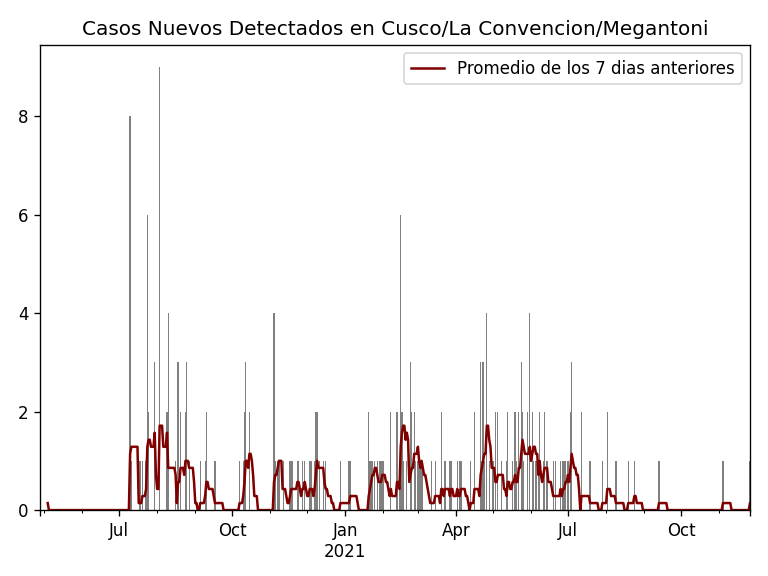 Casos Nuevos Detectados en Cusco/La Convencion/Megantoni
Promedio de los 7 dias anteriores
8
6
4
2
0
Jul
Oct
Jan
2021
Apr
Jul
Oct